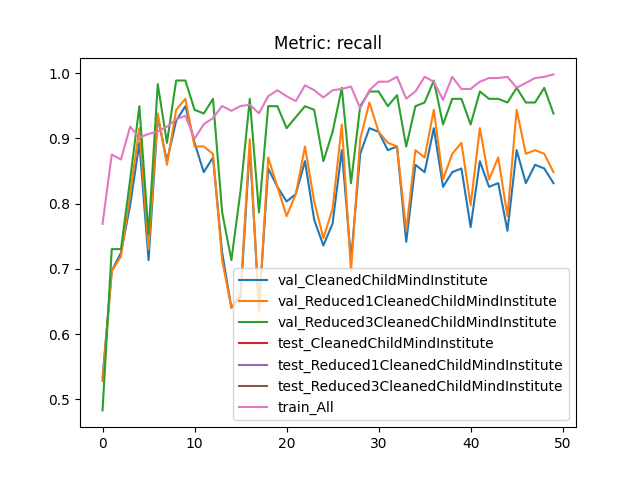 Metric: recall
1.0
0.9
0.8
0.7
0.6
0.5
0
10
20
30
40
50
val_CleanedChildMindInstitute
val_Reduced1CleanedChildMindInstitute
val_Reduced3CleanedChildMindInstitute
test_CleanedChildMindInstitute
test_Reduced1CleanedChildMindInstitute
test_Reduced3CleanedChildMindInstitute
train_All